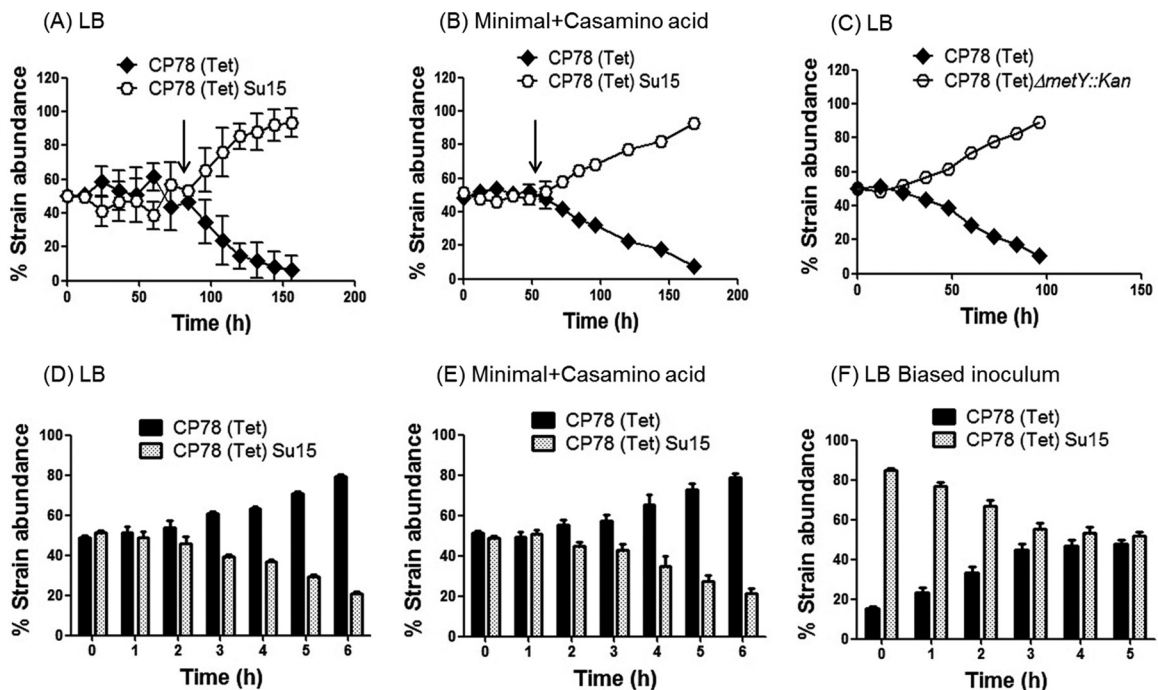 (A) LB
CP78 (Tet)
CP78 (Tet) Su15
% Strain abundance
120
100
80
60
40
20
0
0 50 100 150 200
Time (h)
(B) Minimal+Casamino acid
CP78 (Tet)
CP78 (Tet) Su15
% Strain abundance
120
100
80
60
40
20
0
0 50 100 150 200
Time (h)
(C) LB
CP78 (Tet)
CP78 (Tet)ΔmetY::Kan
% Strain abundance
120
100
80
60
40
20
0
0 50 100 150
Time (h)
(D) LB
CP78 (Tet)
CP78 (Tet) Su15
% Strain abundance
100
80
60
40
20
0
0 1 2 3 4 5 6
Time (h)
(E) Minimal+Casamino acid
CP78 (Tet)
CP78 (Tet) Su15
% Strain abundance
100
80
60
40
20
0
0 1 2 3 4 5 6
Time (h)
(F) LB Biased inoculum
CP78 (Tet)
CP78 (Tet) Su15
% Strain abundance
100
80
60
40
20
0
0 1 2 3 4 5
Time (h)